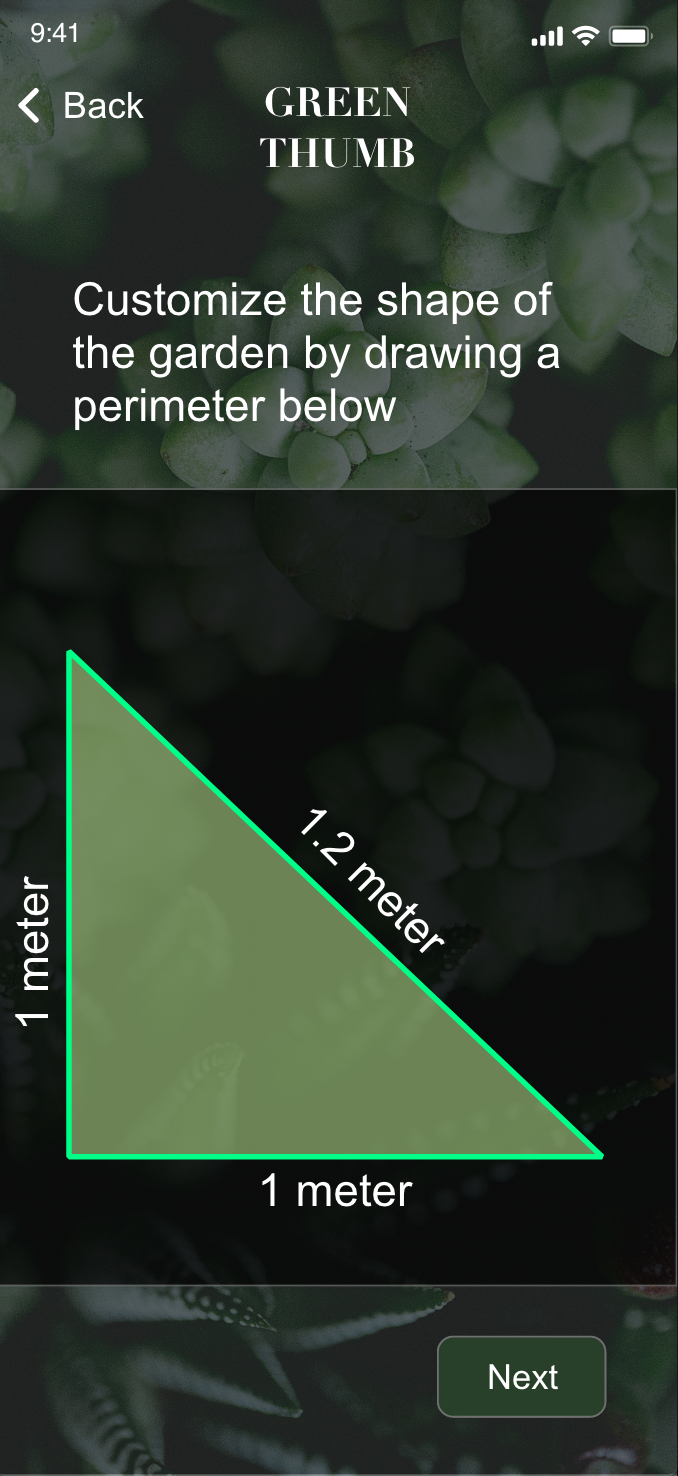 9:41
Back
GREEN
THUMB
Customize the shape of
the garden by drawing a
perimeter below
1.2 meter
1 meter
1 meter
Next